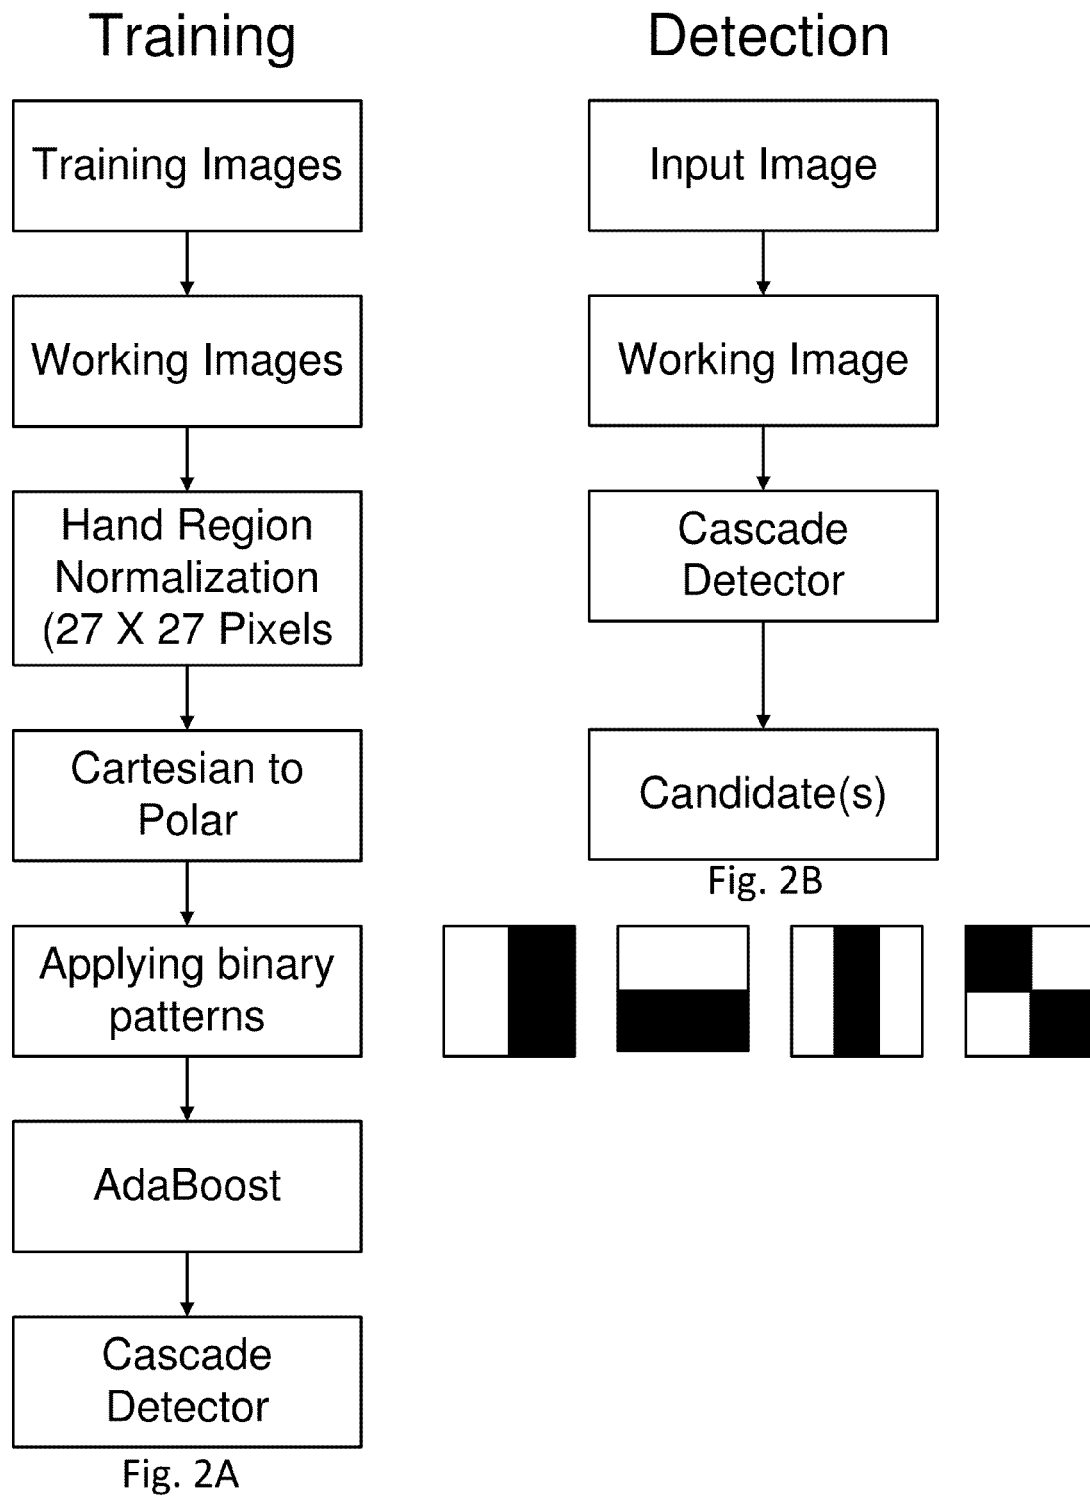 Training
Training Images
Working Images
Hand Region
Normalization
(27 X 27 Pixels
Cartesian to
Polar
Applying binary
patterns
AdaBoost
Cascade
Detector
Fig. 2A
Detection
Input Image
Working Image
Cascade
Detector
Candidate(s)
Fig. 2B